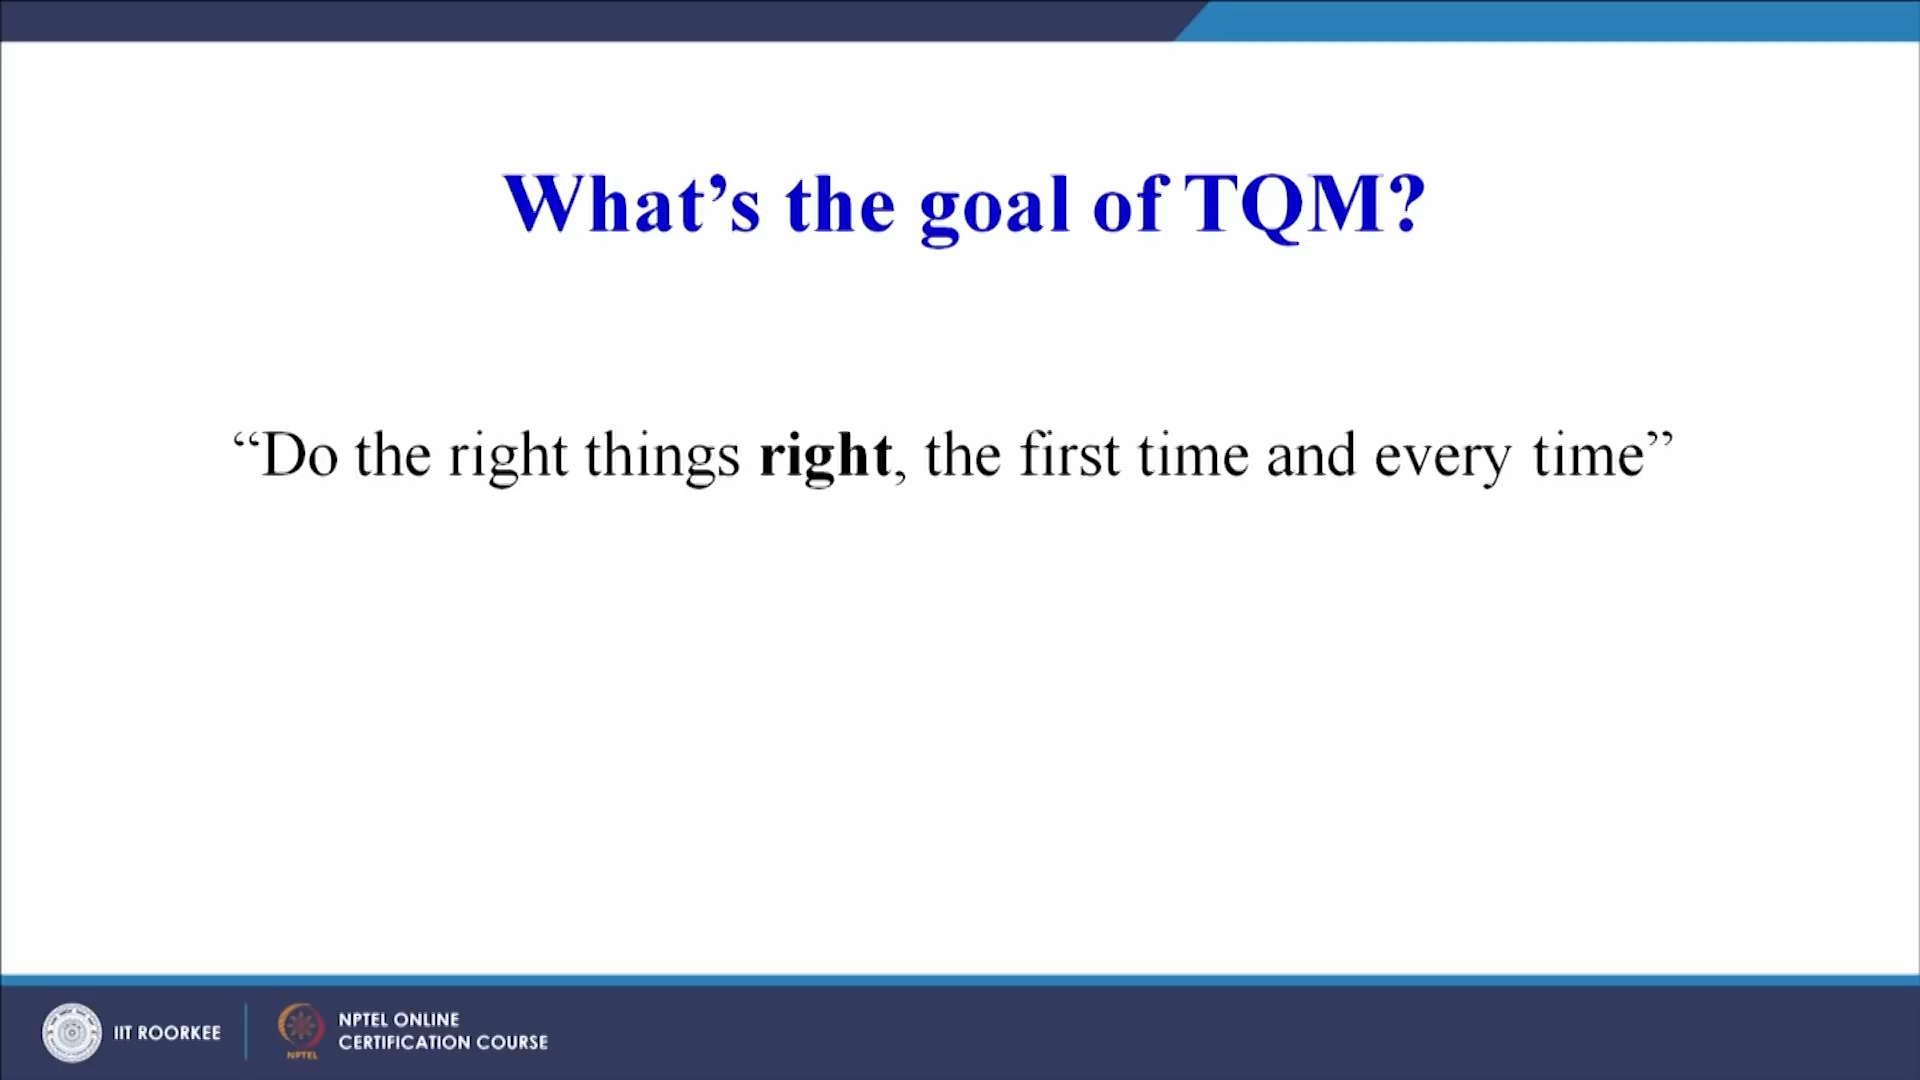 What’s the goal of TQM?
“Do the right things right, the first time and every time”
IIT ROORKEE
NPTEL
NPTEL ONLINE
CERTIFICATION COURSE